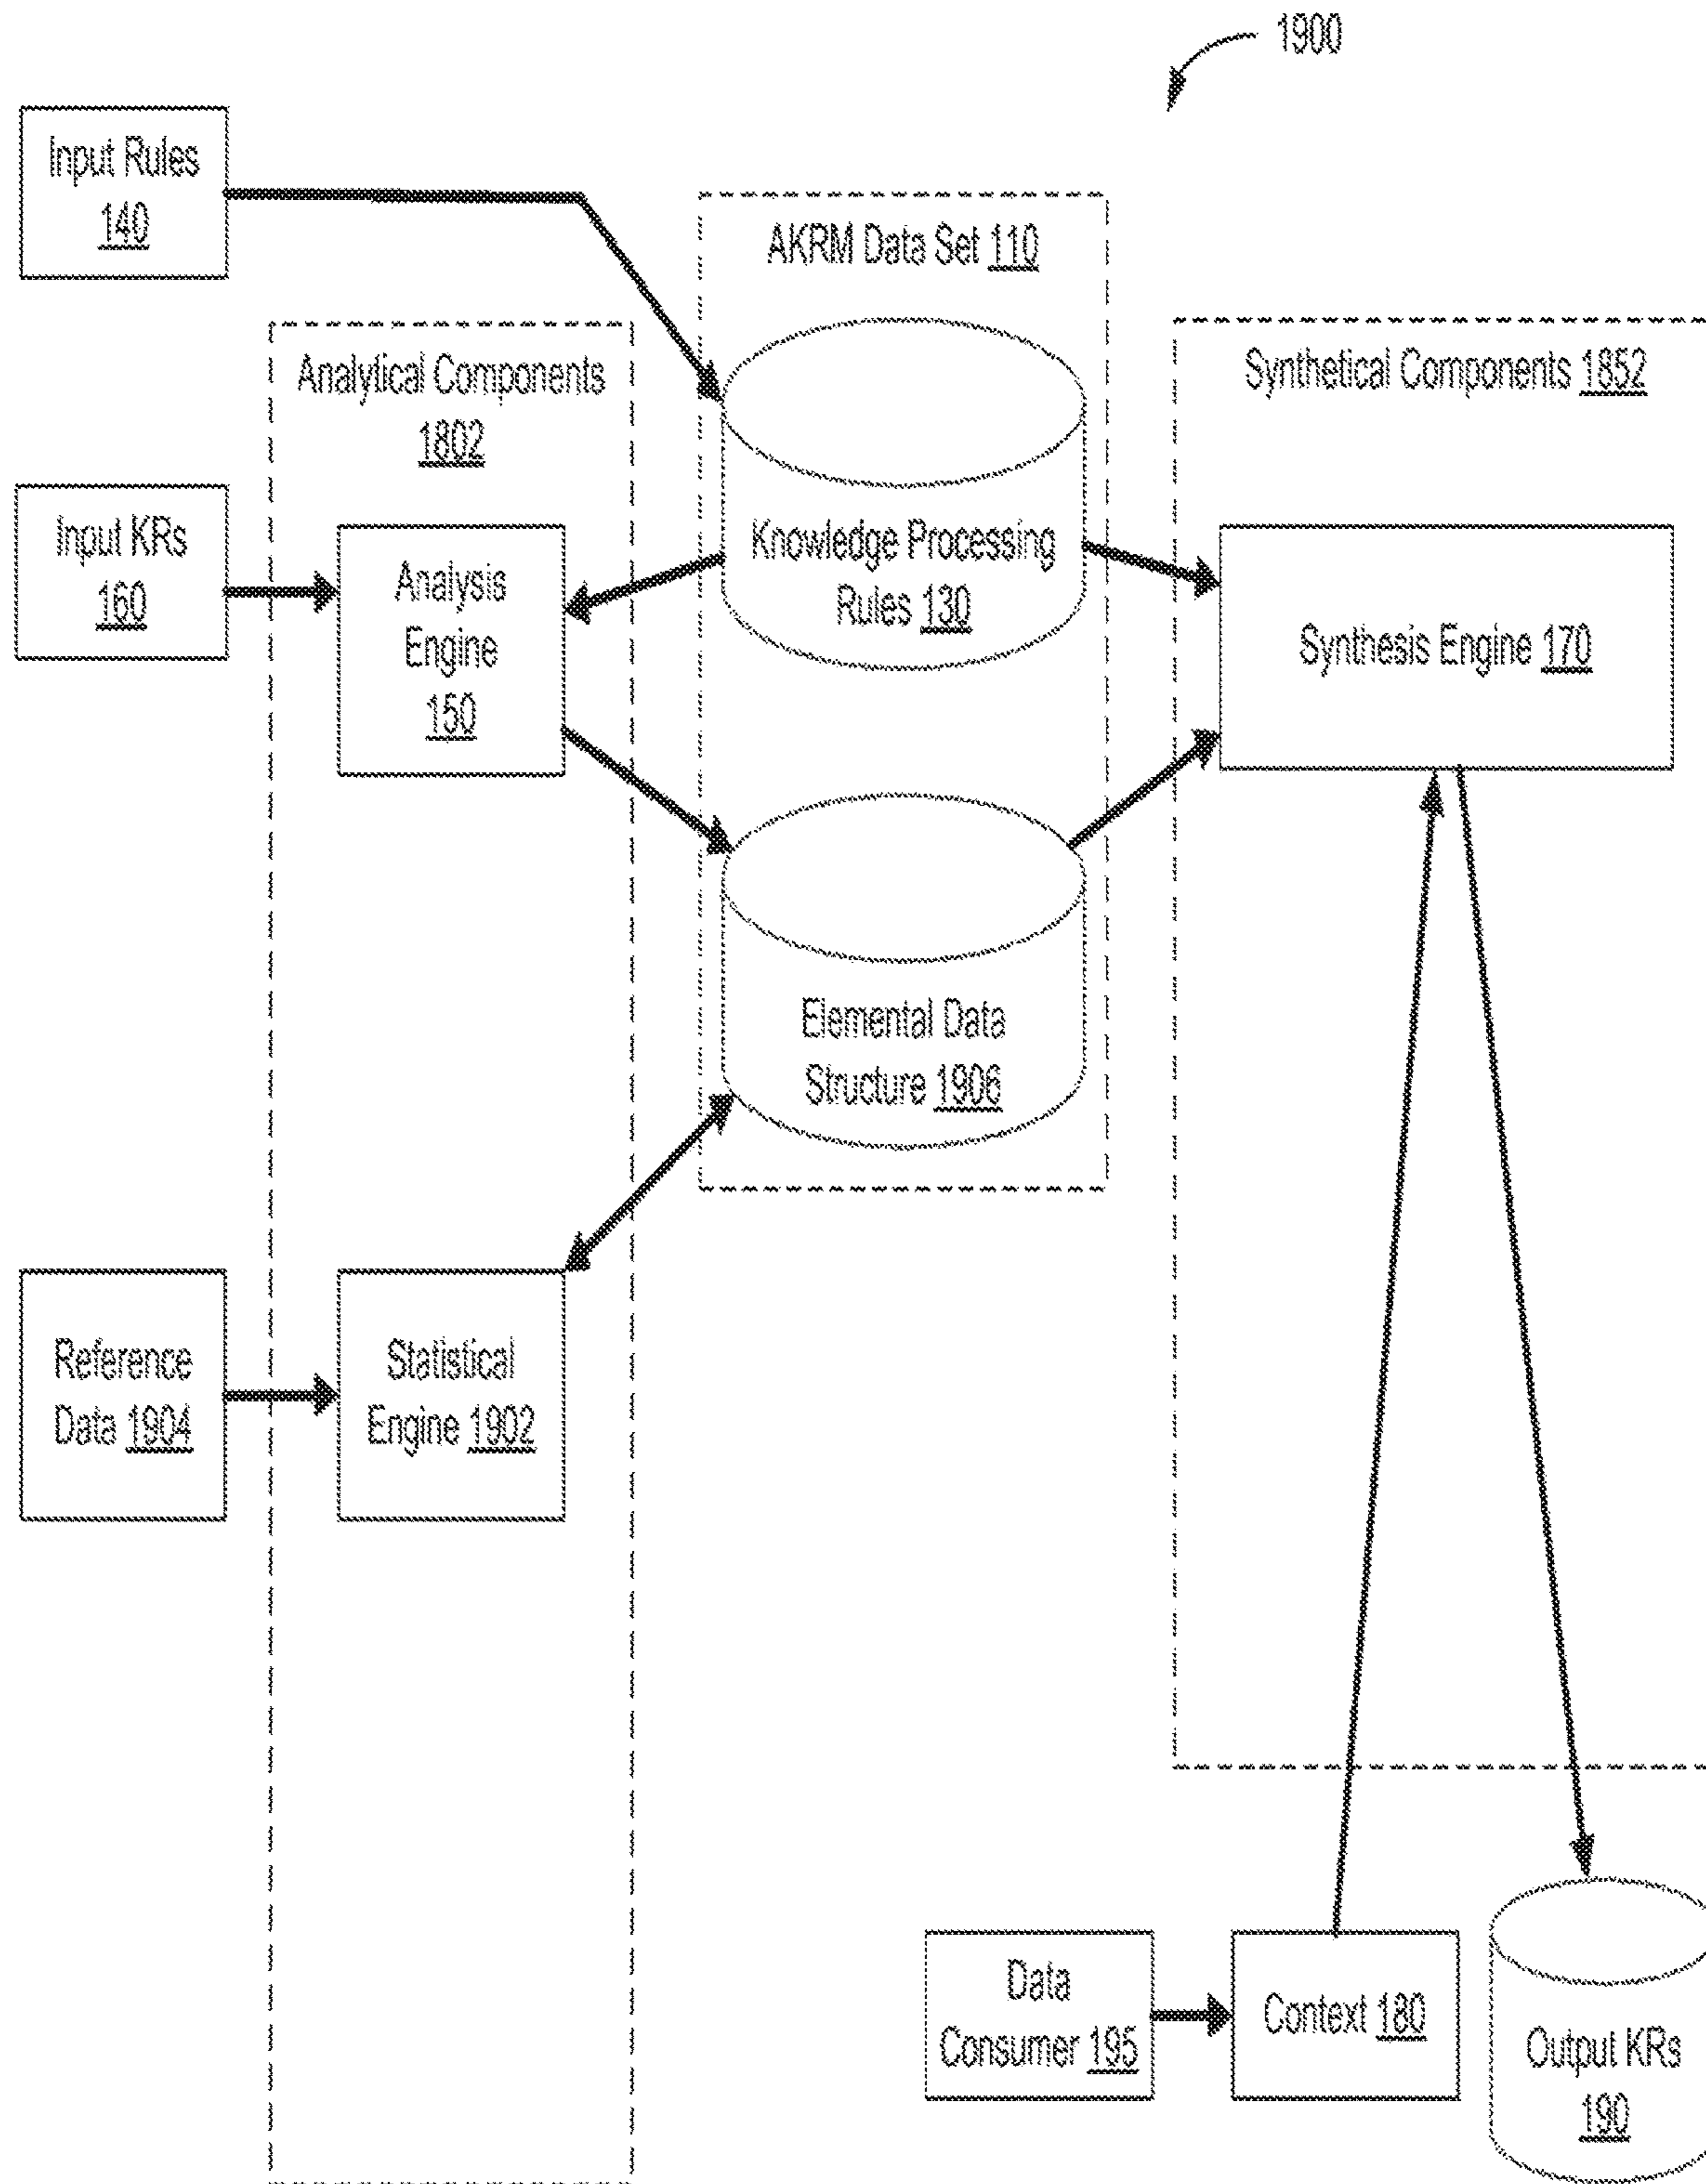 1900
Input Rules
140
AKRM Data Set 110
Analytical Components
1802
Synthetical Components 1852
Input KRs
160
Analysis
Engine
150
Knowledge Processing
Rules 130
Synthesis Engine 170
Elemental Data
Structure 1906
Reference
Data 1904
Statistical
Engine 1902
Data
Consumer 195
Context 180
Output KRs
190